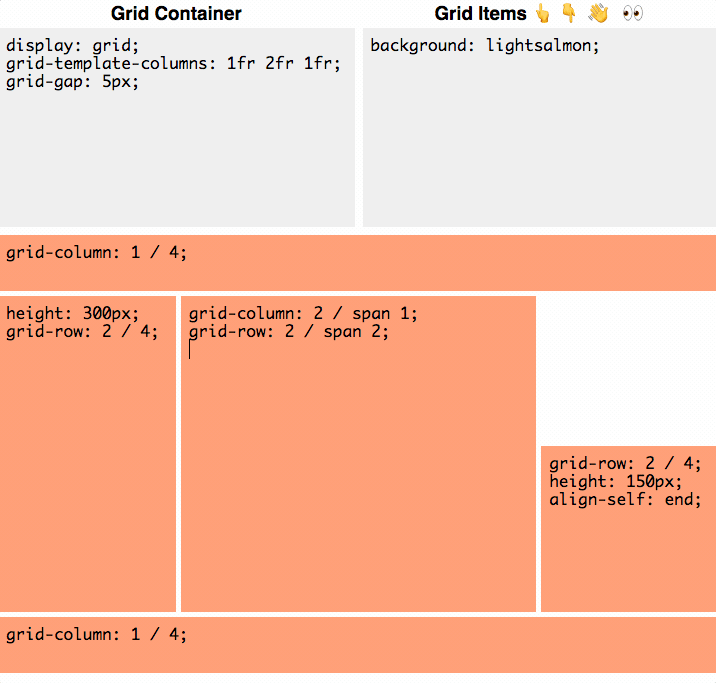 Grid Container
Grid Items 👆 👇 👋 👀
display: grid;
grid-template-columns: 1fr 2fr 1fr;
grid-gap: 5px;
background: lightsalmon;
grid-column: 1 / 4;
height: 300px;
grid-row: 2 / 4;
grid-column: 2 / span 1;
grid-row: 2 / span 2;
grid-row: 2 / 4;
height: 150px;
align-self: end;
grid-column: 1 / 4;